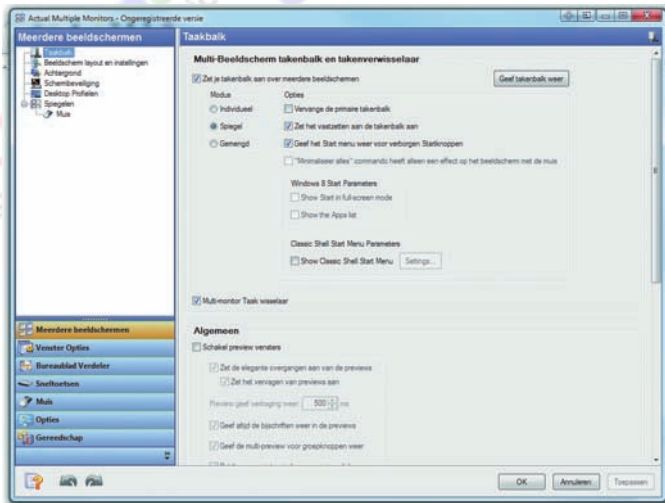 Actual Multiple Monitors - Ongeregistreerde versie
Meerdere beeldschermen
Taakbalk
Taakbalk
Beeldscherm layout en instellingen
Achtergrond
Schermbeveiliging
Desktop Profielen
Spiegelen
Muis
Multi-Beeldscherm takenbalk en takenverwisselaar
Zet je takenbalk aan over meerdere beeldschermen
Geef takenbalk weer
Modus
Opties
Individueel
Vervange de primaire takenbalk
Spiegel
Zet het vastzetten aan de takenbalk aan
Gemengd
Geef het Start menu weer voor verborgen Startknoppen
"Minimaliseer alles" commando heeft alleen een effect op het beeldscherm met de muis
Windows 8 Start Parameters
Show Start in full-screen mode
Show the Apps list
Classic Shell Start Menu Parameters
Show Classic Shell Start Menu
Settings...
Multi-monitor Task wisselaar
Meerdere beeldschermen
Venster Opties
Bureaublad Verdeler
Sneltoetsen
Muis
Opties
Gereedschap
Algemeen
Schakel preview vensters
Zet de elegante overgangen aan van de previews
Zet het vervagen van previews aan
Preview geef vertraging weer:
500
ms
Geef altijd de bijschriften weer in de previews
Geef de multi-preview voor groepknoppen weer
OK
Annuleren
Toepassen